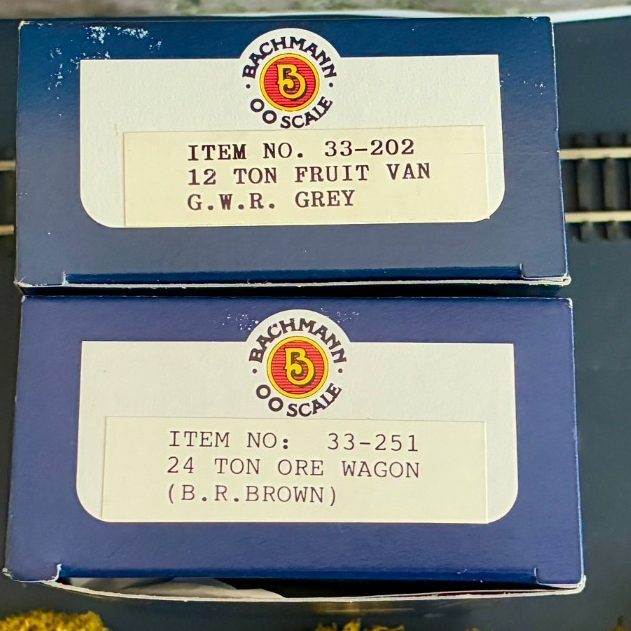 BACHMANN
B
OO SCALE
ITEM NO. 33-202
12 TON FRUIT VAN
G.W.R. GREY
BACHMANN
B
OO SCALE
ITEM NO: 33-251
24 TON ORE WAGON
(B.R.BROWN)